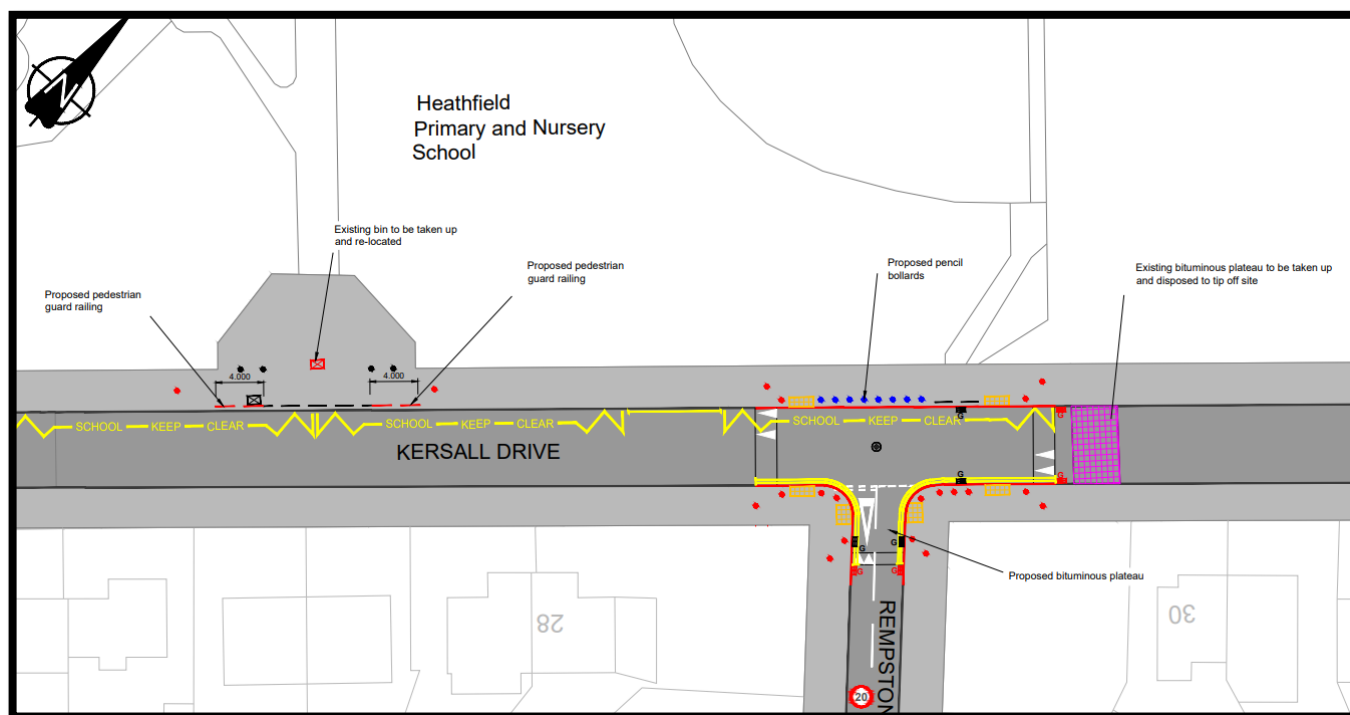 N
Heathfield
Primary and Nursery
School
Existing bin to be taken up
and re-located
Proposed pedestrian
guard railing
Proposed pedestrian
guard railing
Proposed pencil
bollards
Existing bituminous plateau to be taken up
and disposed to tip off site
4.000
4.000
SCHOOL KEEP CLEAR
SCHOOL KEEP CLEAR
SCHOOL KEEP CLEAR
G
G
KERSALL DRIVE
G
G
G
G
G
G
Proposed bituminous plateau
REMPSTON
28
30
20